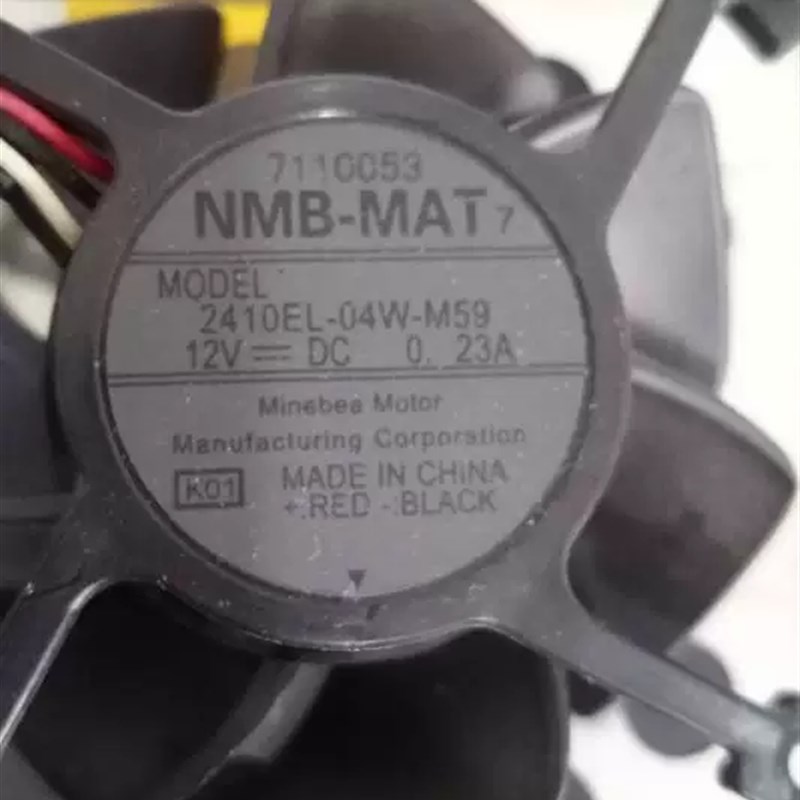 7110053
NMB-MAT 7
MODEL
2410EL-04W-M59
12V ⎓ DC 0. 23A
Minebea Motor
Manufacturing Corporation
K01 MADE IN CHINA
+:RED -:BLACK